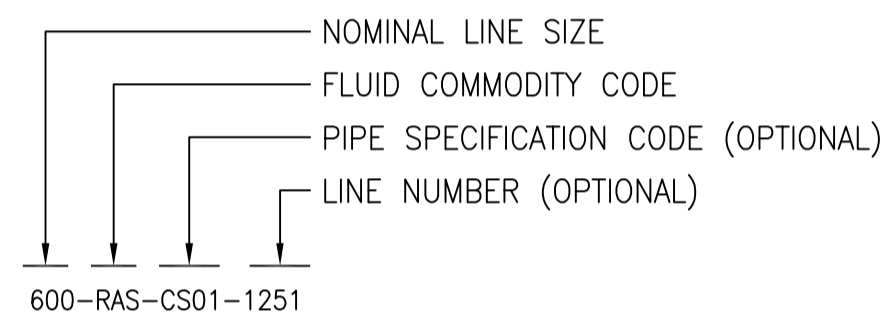 NOMINAL LINE SIZE
FLUID COMMODITY CODE
PIPE SPECIFICATION CODE (OPTIONAL)
LINE NUMBER (OPTIONAL)
600-RAS-CS01-1251